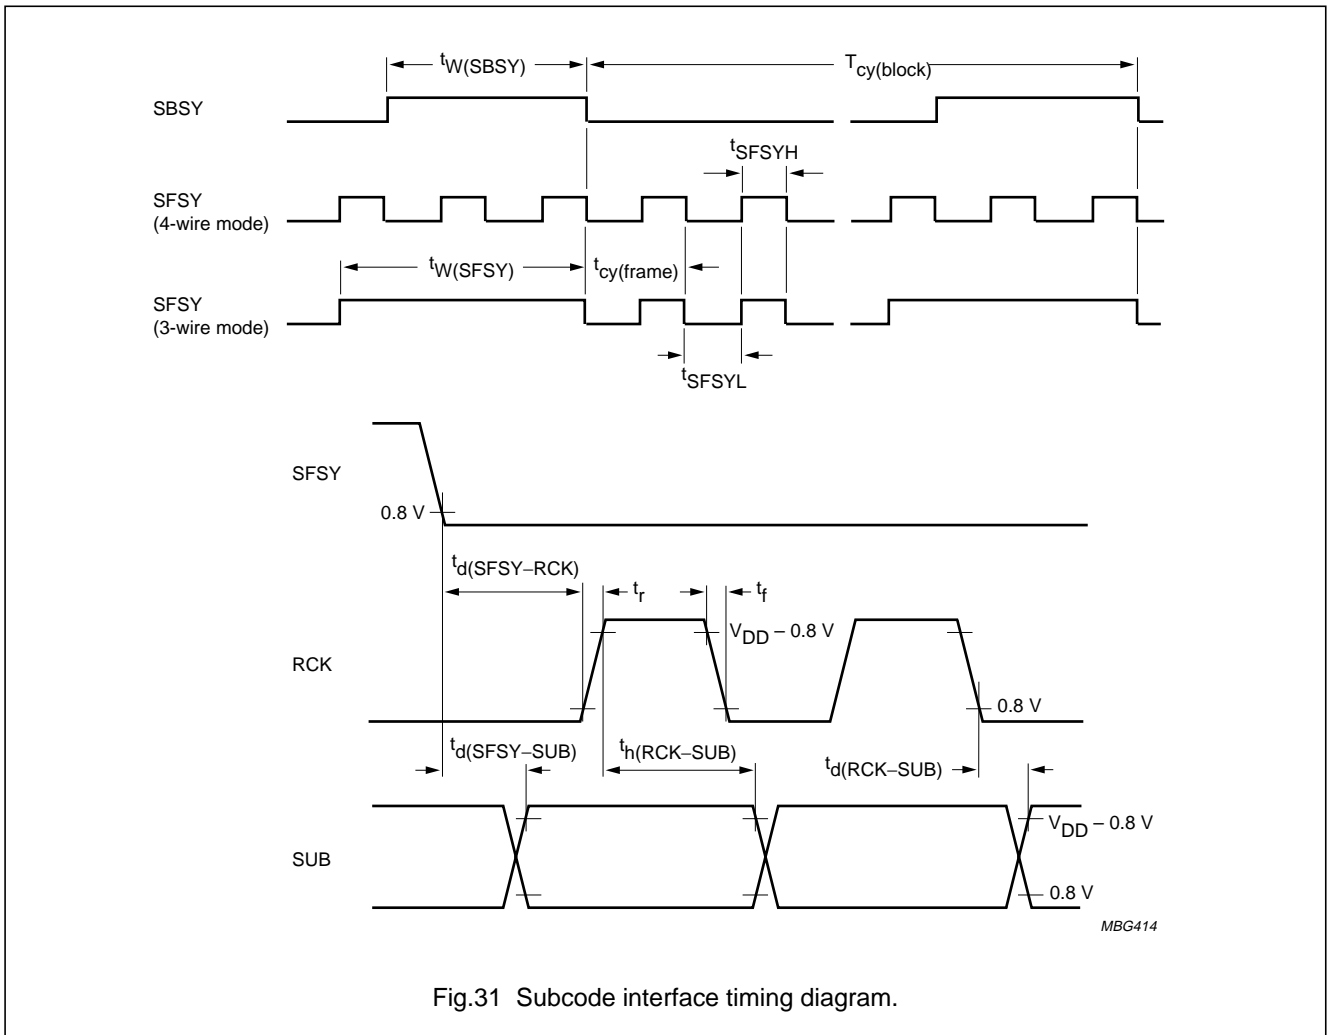 tW(SBSY)
Tcy(block)
SBSY
tSFSYH
SFSY
(4-wire mode)
tW(SFSY)
tcy(frame)
SFSY
(3-wire mode)
tSFSYL
SFSY
0.8 V
td(SFSY–RCK)
tr
tf
VDD – 0.8 V
RCK
0.8 V
td(SFSY–SUB)
th(RCK–SUB)
td(RCK–SUB)
VDD – 0.8 V
SUB
0.8 V
MBG414
Fig.31 Subcode interface timing diagram.